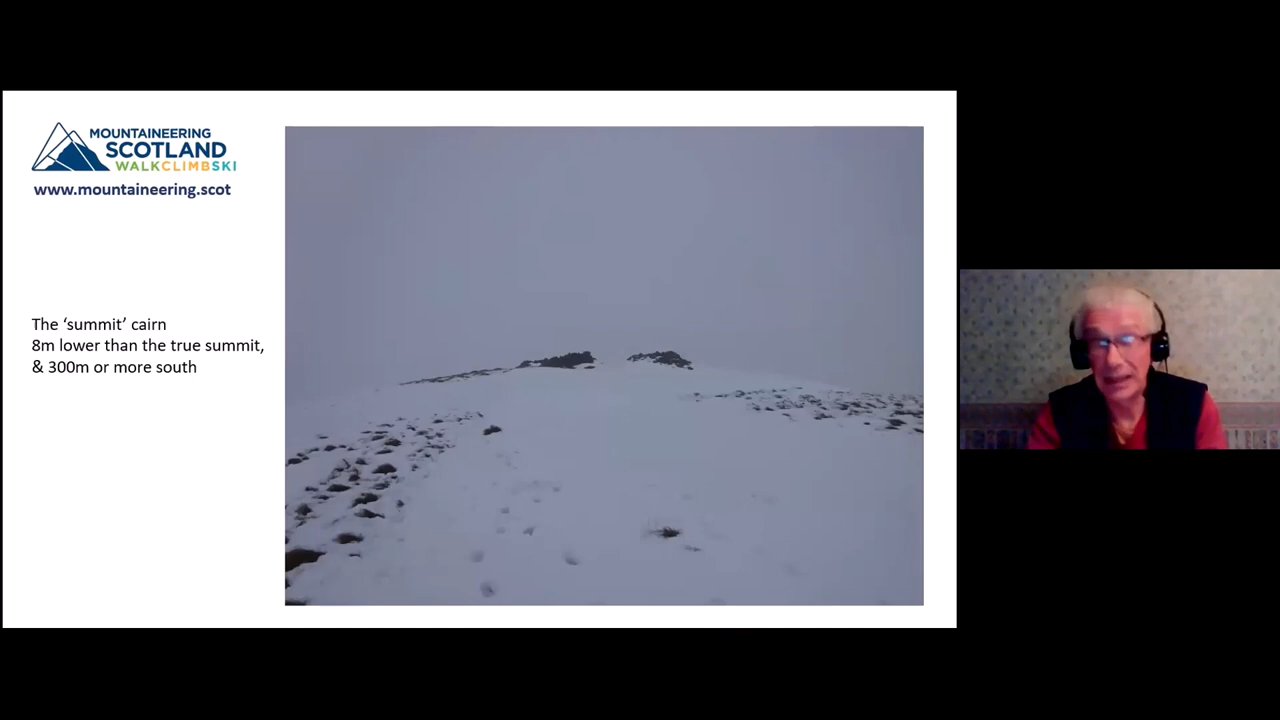 MOUNTAINEERING
SCOTLAND
WALKCLIMBSKI
www.mountaineering.scot
The ‘summit’ cairn
8m lower than the true summit,
& 300m or more south